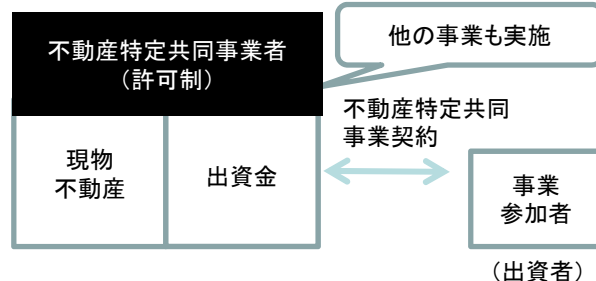 不動産特定共同事業者
（許可制）
他の事業も実施
不動産特定共同
事業契約
現物
不動産
出資金
事業
参加者
（出資者）